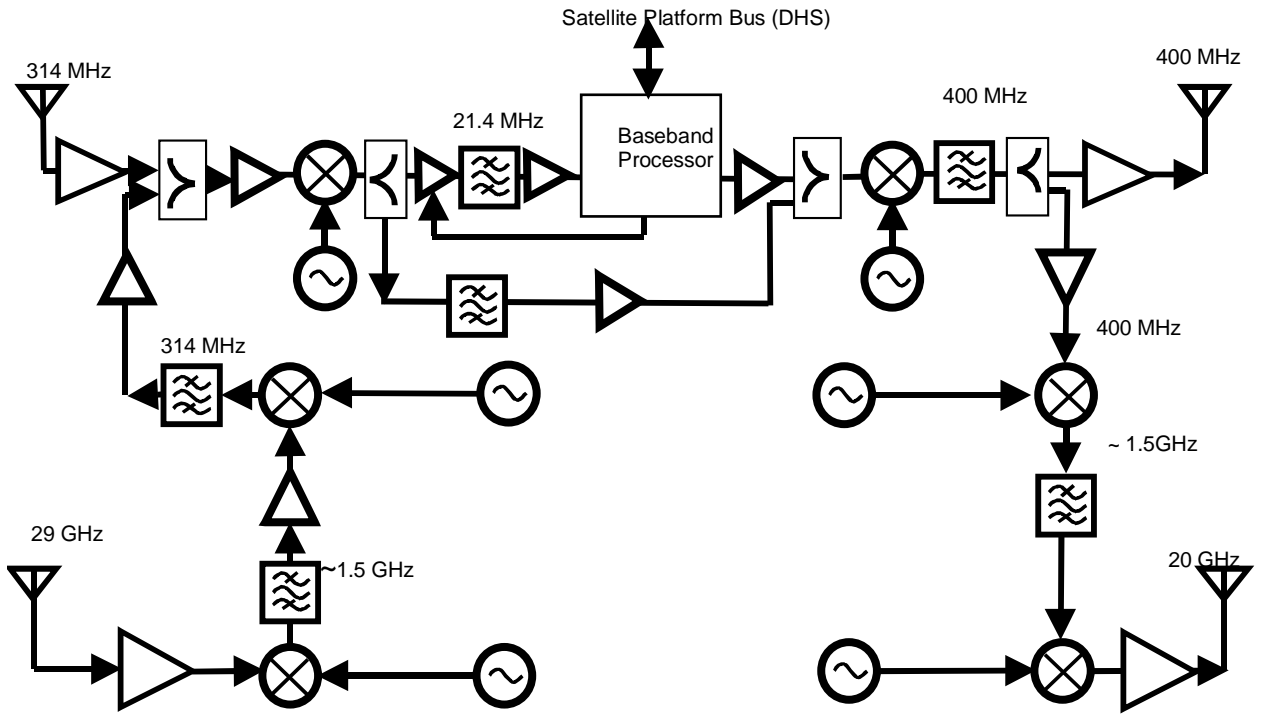 Satellite Platform Bus (DHS)
314 MHz
400 MHz
400 MHz
21.4 MHz
Baseband
Processor
314 MHz
400 MHz
~ 1.5GHz
29 GHz
~1.5 GHz
20 GHz